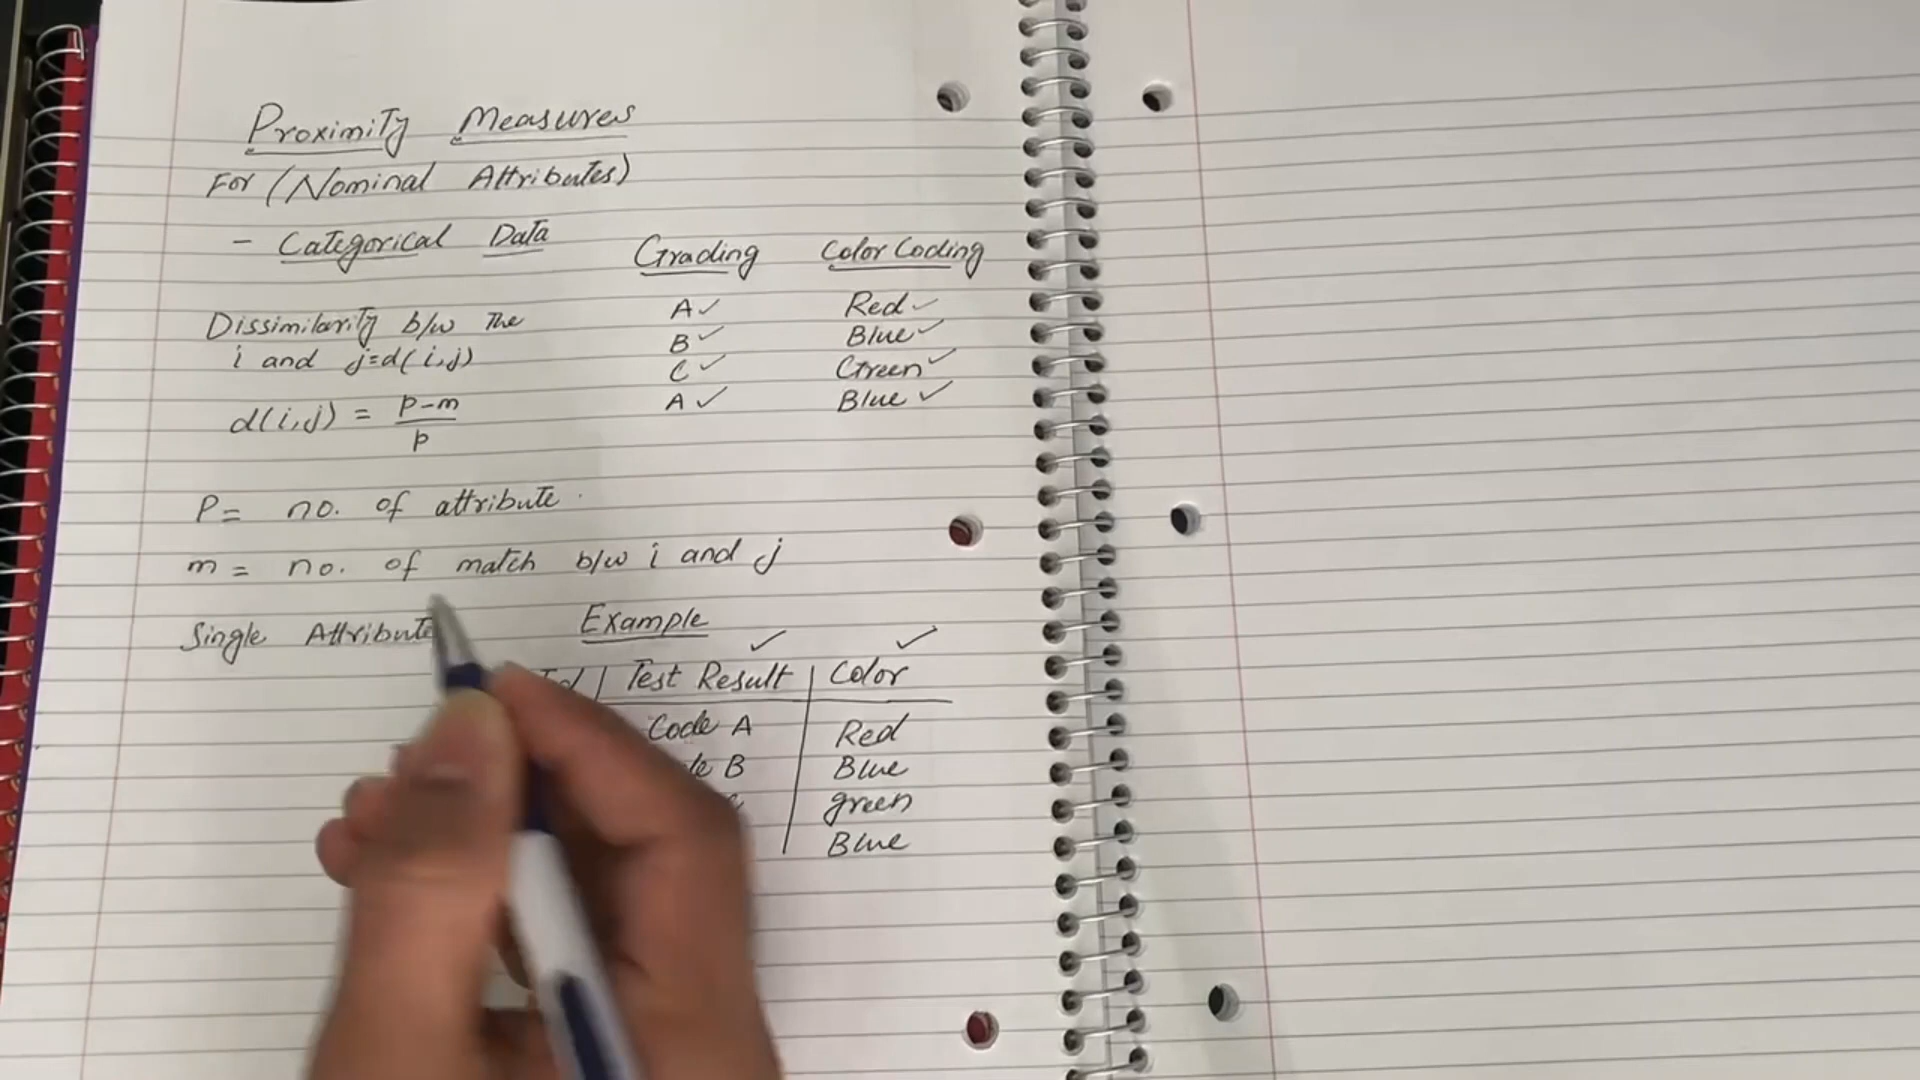 Proximity Measures
For (Nominal Attributes)
- Categorical Data
Grading Color Coding
A✓ Red✓
B✓ Blue✓
C✓ Green✓
A✓ Blue✓
Dissimilarity b/w The
i and j=d(i,j)
d(i,j) = p-m
p
P= no. of attribute.
m = no. of match b/w i and j
Single Attribute
Example
✓ ✓
Id Test Result Color
Code A Red
B Blue
green
Blue